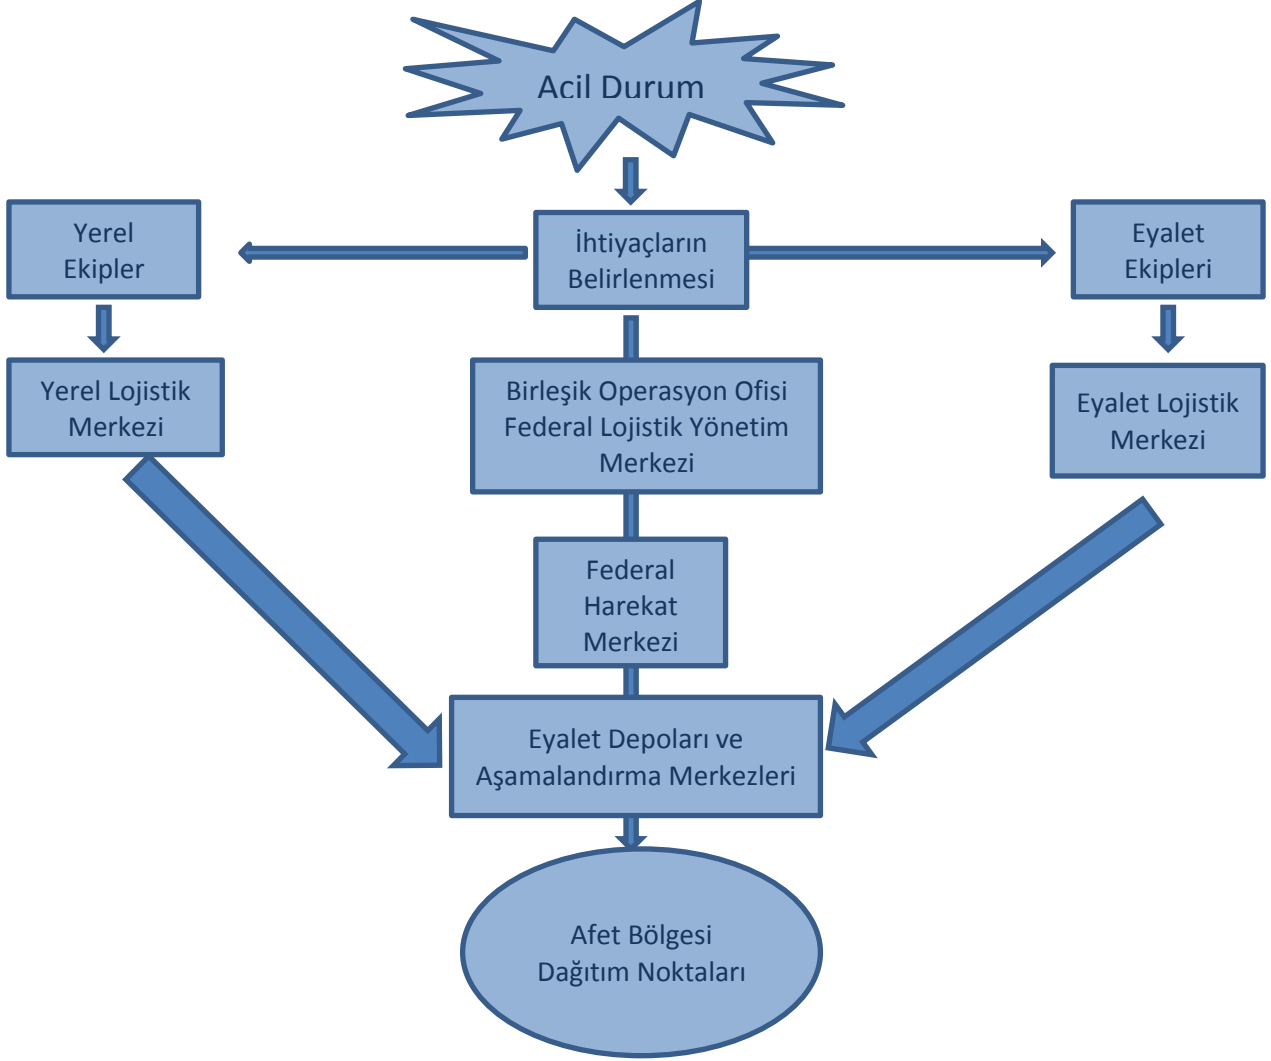 Acil Durum
Yerel
Ekipler
İhtiyaçların
Belirlenmesi
Eyalet
Ekipleri
Yerel Lojistik
Merkezi
Birleşik Operasyon Ofisi
Federal Lojistik Yönetim
Merkezi
Eyalet Lojistik
Merkezi
Federal
Harekat
Merkezi
Eyalet Depoları ve
Aşamalandırma Merkezleri
Afet Bölgesi
Dağıtım Noktaları